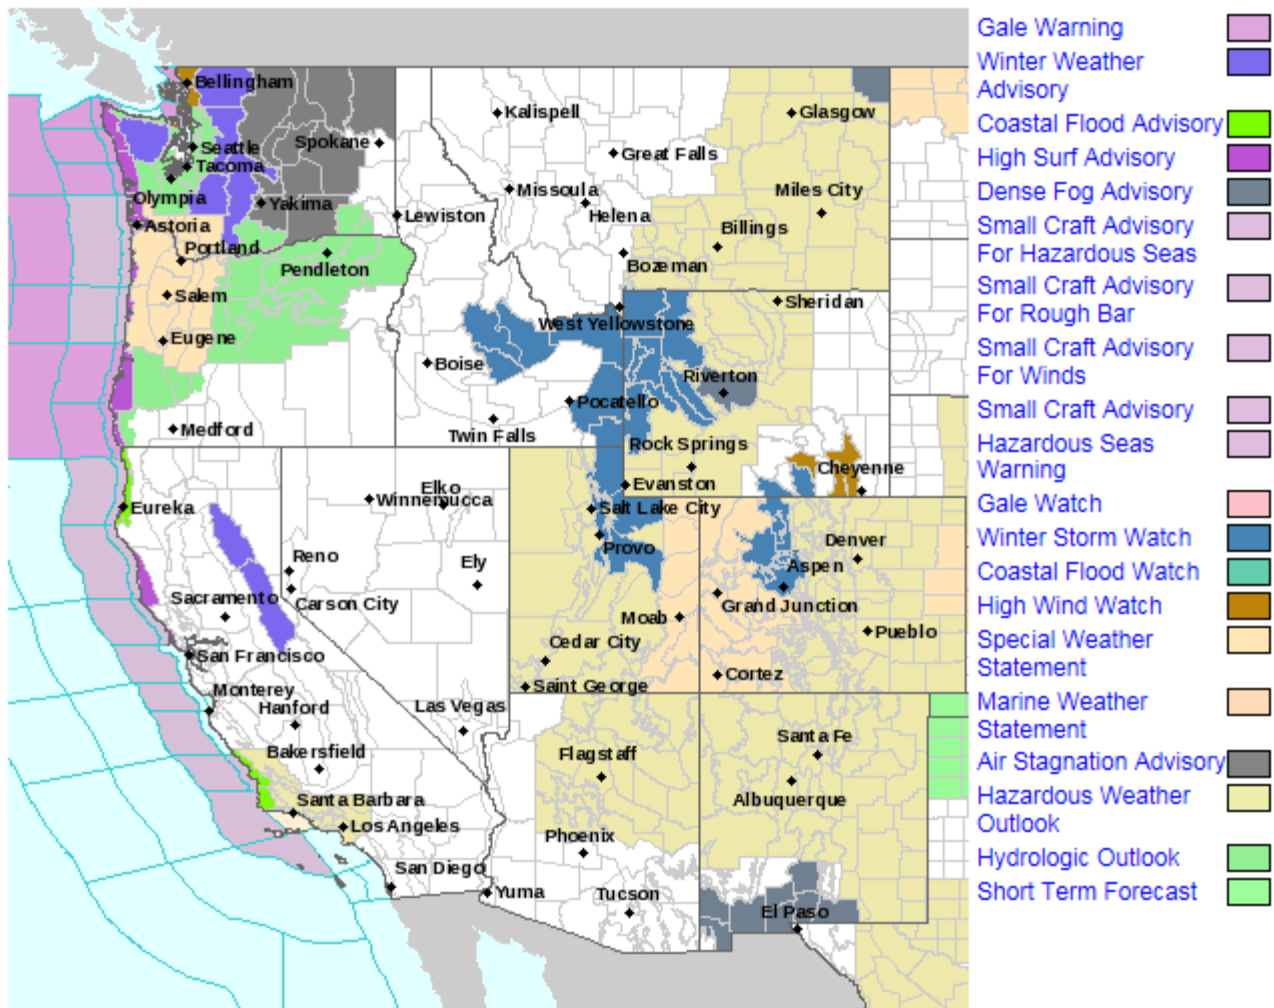 Bellingham
Seattle
Tacoma
Spokane
Olympia
Yakima
Astoria
Portland
Pendleton
Salem
Eugene
Medford
Lewiston
Kalispell
Great Falls
Glasgow
Missoula
Helena
Miles City
Billings
Bozeman
Sheridan
West Yellowstone
Boise
Riverton
Pocatello
Twin Falls
Rock Springs
Cheyenne
Evanston
Eureka
Elko
Winnemucca
Salt Lake City
Provo
Denver
Aspen
Reno
Ely
Sacramento
Carson City
Grand Junction
Moab
Pueblo
San Francisco
Cedar City
Cortez
Saint George
Monterey
Hanford
Las Vegas
Bakersfield
Flagstaff
Santa Fe
Albuquerque
Santa Barbara
Los Angeles
Phoenix
San Diego
Yuma
Tucson
El Paso
Gale Warning
Winter Weather
Advisory
Coastal Flood Advisory
High Surf Advisory
Dense Fog Advisory
Small Craft Advisory
For Hazardous Seas
Small Craft Advisory
For Rough Bar
Small Craft Advisory
For Winds
Small Craft Advisory
Hazardous Seas
Warning
Gale Watch
Winter Storm Watch
Coastal Flood Watch
High Wind Watch
Special Weather
Statement
Marine Weather
Statement
Air Stagnation Advisory
Hazardous Weather
Outlook
Hydrologic Outlook
Short Term Forecast